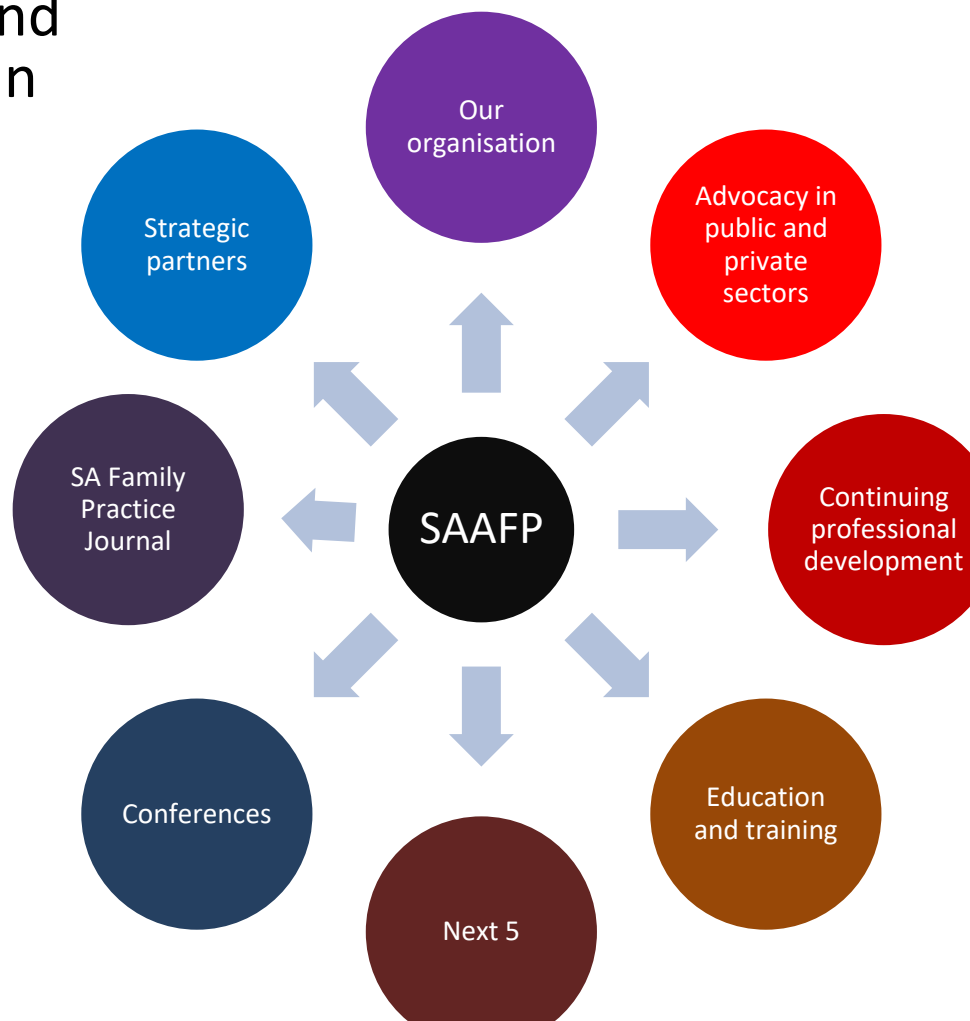 nd
n
Our
organisation
Advocacy in
public and
private
sectors
Strategic
partners
SA Family
Practice
Journal
SAAFP
Continuing
professional
development
Conferences
Education
and training
Next 5